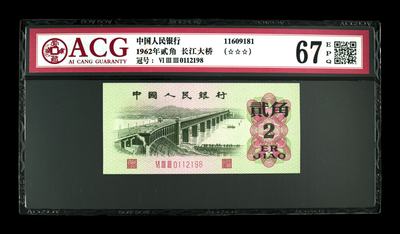 ACG
AI CANG GUARANTY
中国人民银行
1962年贰角 长江大桥
冠号: VI III III 0112198
11609181
(☆☆☆)
67
EPQ
中国人民银行
贰角
2
ER
JIAO
VI III III 0112198